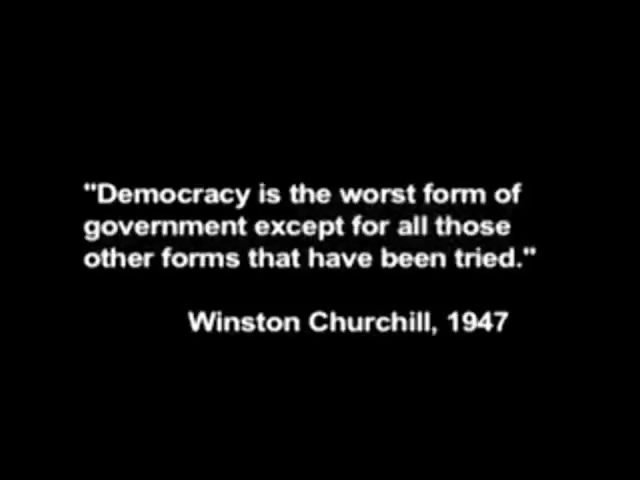 "Democracy is the worst form of
government except for all those
other forms that have been tried."
Winston Churchill, 1947